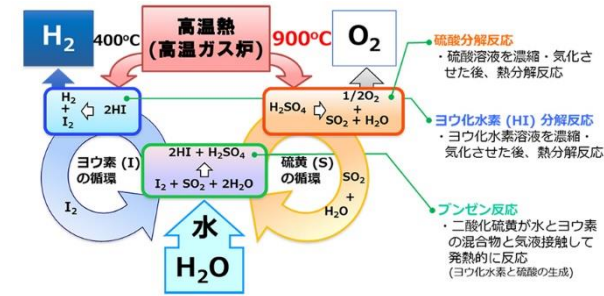 H2
400℃
高温熱
(高温ガス炉)
900℃
O2
H2
+
I2
2HI
H2SO4
1/2O2
+
SO2 + H2O
ヨウ素 (I)
の循環
2HI + H2SO4
I2 + SO2 + 2H2O
硫黄 (S)
の循環
I2
SO2
+
H2O
水
H2O
硫酸分解反応
・硫酸溶液を濃縮・気化さ
せた後、熱分解反応
ヨウ化水素 (HI) 分解反応
・ヨウ化水素溶液を濃縮・
気化させた後、熱分解反応
ブンゼン反応
・二酸化硫黄が水とヨウ素
の混合物と気液接触して
発熱的に反応
(ヨウ化水素と硫酸の生成)